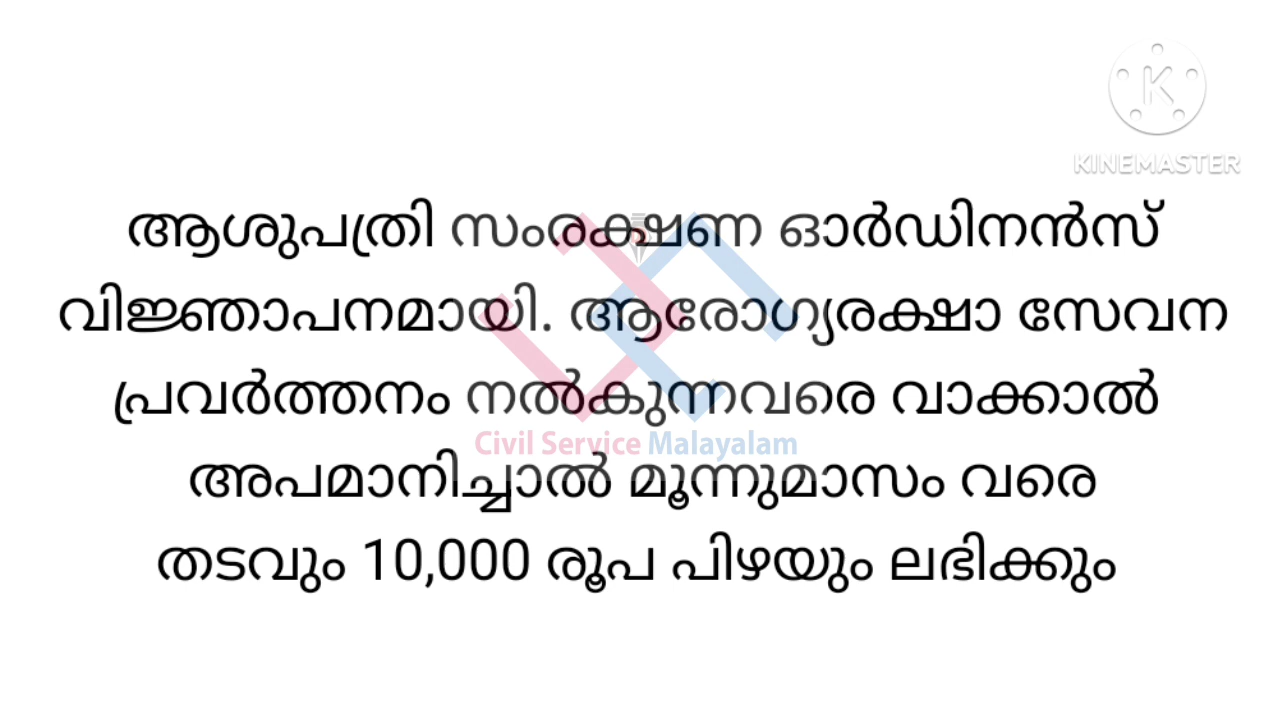 KINEMASTER
ആശുപത്രി സംരക്ഷണ ഓർഡിനൻസ്
വിജ്ഞാപനമായി. ആരോഗ്യരക്ഷാ സേവന
പ്രവർത്തനം നൽകുന്നവരെ വാക്കാൽ
Civil Service Malayalam
അപമാനിച്ചാൽ മൂന്നുമാസം വരെ
തടവും 10,000 രൂപ പിഴയും ലഭിക്കും